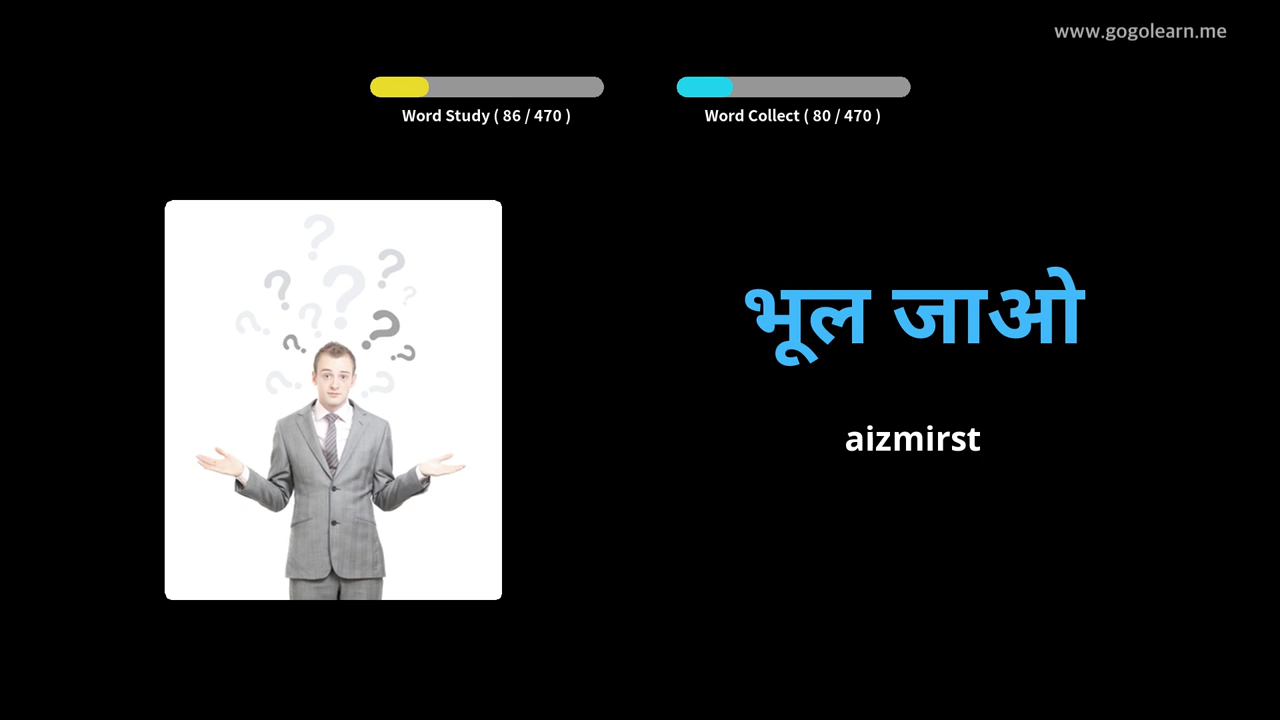 www.gogolearn.me
Word Study ( 86 / 470 )
Word Collect ( 80 / 470 )
भूल जाओ
aizmirst